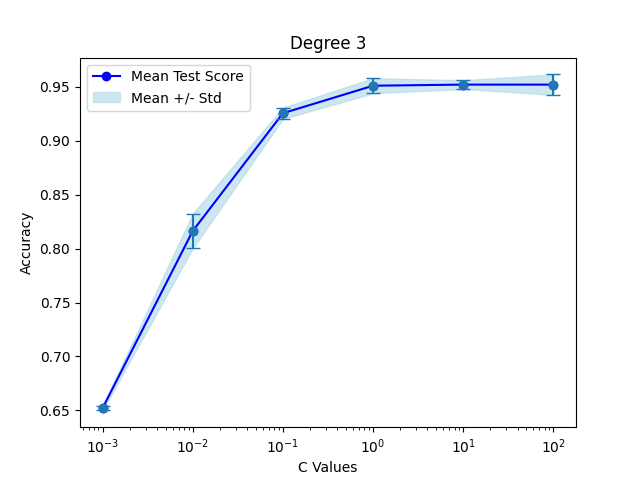 Degree 3
Mean Test Score
Mean +/- Std
0.95
0.90
0.85
0.80
0.75
0.70
0.65
Accuracy
10⁻³ 10⁻² 10⁻¹ 10⁰ 10¹ 10²
C Values